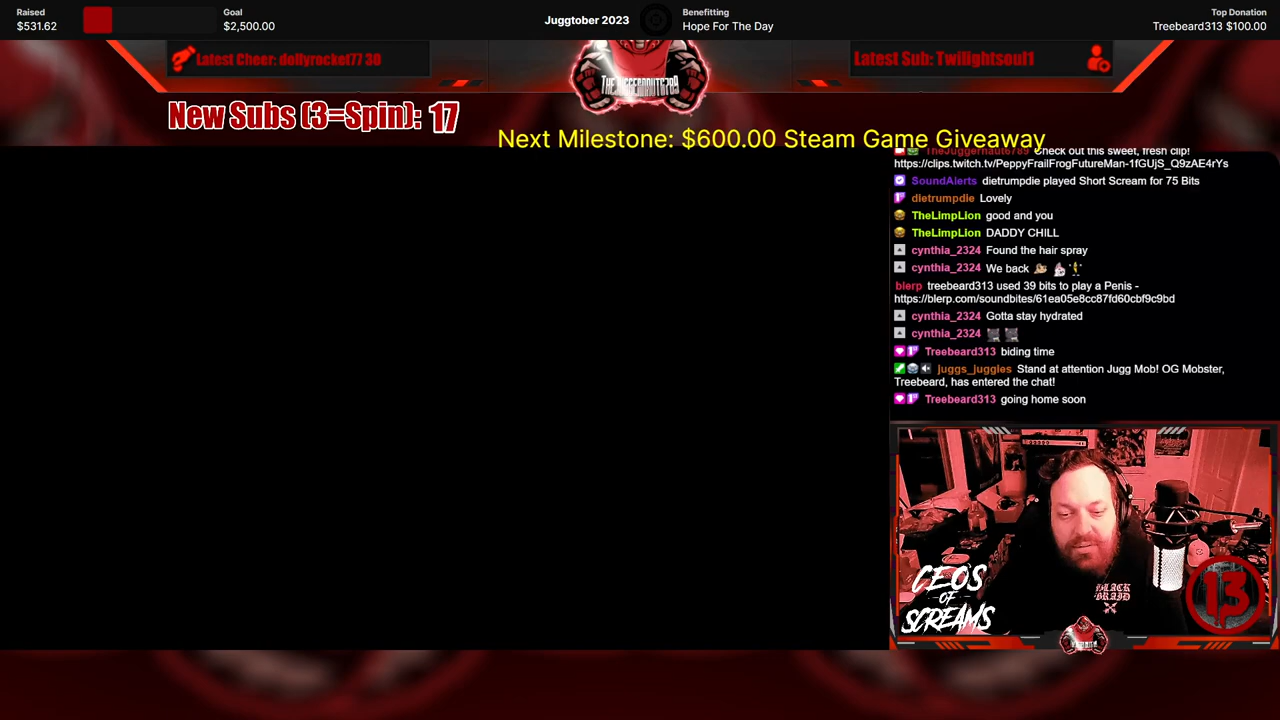 Raised
$531.62
Goal
$2,500.00
Juggtober 2023
Benefitting
Hope For The Day
Top Donation
Treebeard313 $100.00
Latest Cheer: dollyrocket77 30
THEJUGGERNAUT6789
Latest Sub: Twilightsoul1
New Subs (3=Spin): 17
Next Milestone: $600.00 Steam Game Giveaway
TheJuggernaut6789 Check out this sweet, fresh clip!
https://clips.twitch.tv/PeppyFrailFrogFutureMan-1fGUjS_Q9zAE4rYs
SoundAlerts dietrumpdie played Short Scream for 75 Bits
dietrumpdie Lovely
TheLimpLion good and you
TheLimpLion DADDY CHILL
cynthia_2324 Found the hair spray
cynthia_2324 We back
blerp treebeard313 used 39 bits to play a Penis -
https://blerp.com/soundbites/61ea05e8cc87fd60cbf9c9bd
cynthia_2324 Gotta stay hydrated
cynthia_2324
Treebeard313 biding time
juggs_juggles Stand at attention Jugg Mob! OG Mobster,
Treebeard, has entered the chat!
Treebeard313 going home soon
CEOS
OF
SCREAMS
BLACK
BRAID
13